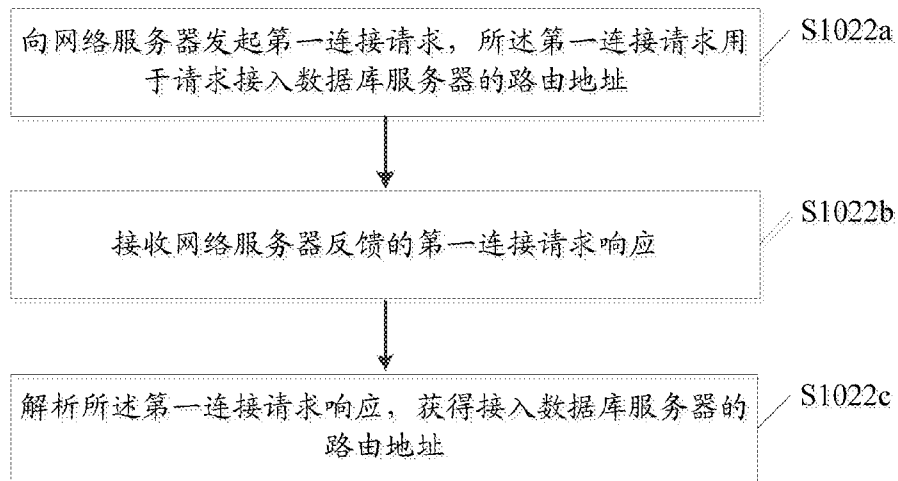 向网络服务器发起第一连接请求，所述第一连接请求用
于请求接入数据库服务器的路由地址
S1022a
接收网络服务器反馈的第一连接请求响应
S1022b
解析所述第一连接请求响应，获得接入数据库服务器的
路由地址
S1022c